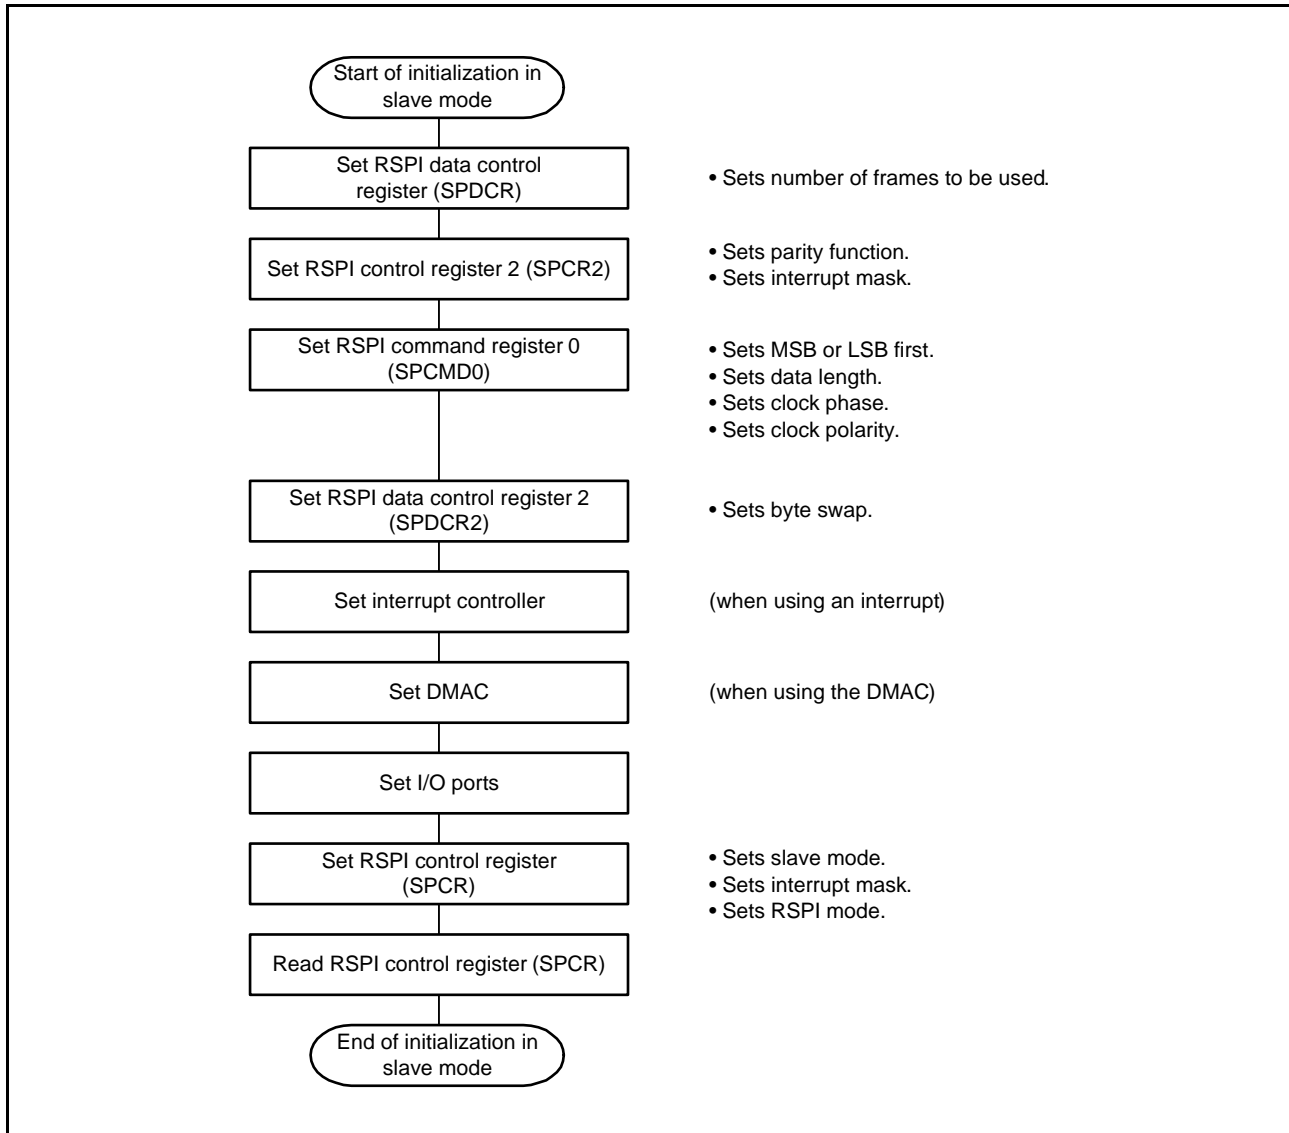 Start of initialization in
slave mode
Set RSPI data control
register (SPDCR)
• Sets number of frames to be used.
Set RSPI control register 2 (SPCR2)
• Sets parity function.
• Sets interrupt mask.
Set RSPI command register 0
(SPCMD0)
• Sets MSB or LSB first.
• Sets data length.
• Sets clock phase.
• Sets clock polarity.
Set RSPI data control register 2
(SPDCR2)
• Sets byte swap.
Set interrupt controller
(when using an interrupt)
Set DMAC
(when using the DMAC)
Set I/O ports
Set RSPI control register
(SPCR)
• Sets slave mode.
• Sets interrupt mask.
• Sets RSPI mode.
Read RSPI control register (SPCR)
End of initialization in
slave mode